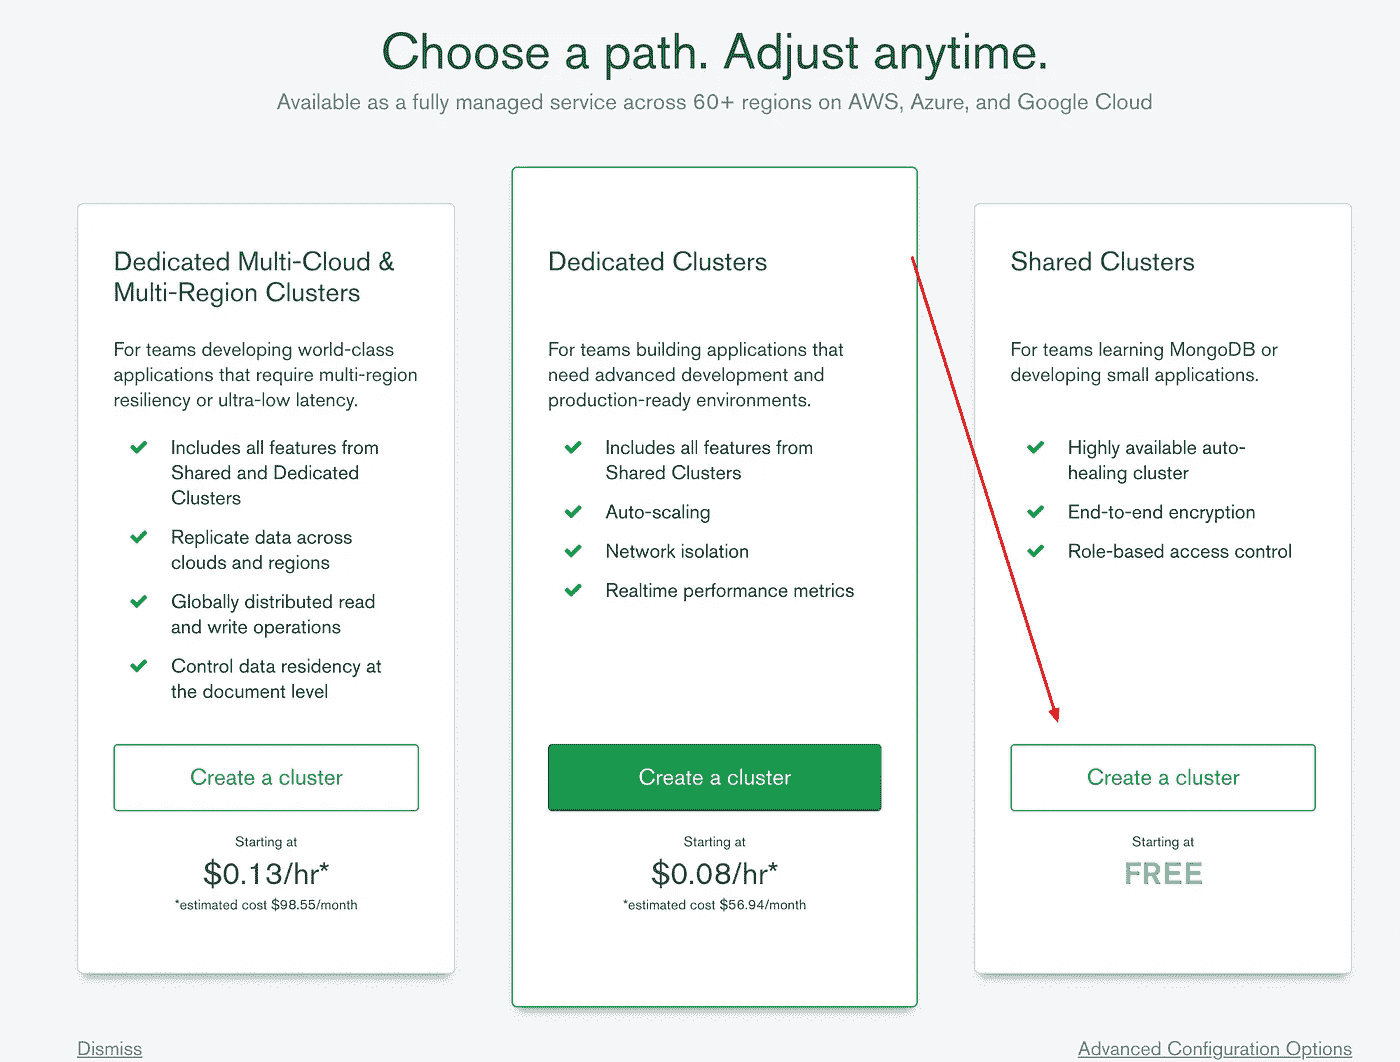 Choose a path. Adjust anytime.
Available as a fully managed service across 60+ regions on AWS, Azure, and Google Cloud
Dedicated Multi-Cloud &
Multi-Region Clusters
For teams developing world-class
applications that require multi-region
resiliency or ultra-low latency.
Includes all features from
Shared and Dedicated
Clusters
Replicate data across
clouds and regions
Globally distributed read
and write operations
Control data residency at
the document level
Create a cluster
Starting at
$0.13/hr*
*estimated cost $98.55/month
Dedicated Clusters
For teams building applications that
need advanced development and
production-ready environments.
Includes all features from
Shared Clusters
Auto-scaling
Network isolation
Realtime performance metrics
Create a cluster
Starting at
$0.08/hr*
*estimated cost $56.94/month
Shared Clusters
For teams learning MongoDB or
developing small applications.
Highly available auto-
healing cluster
End-to-end encryption
Role-based access control
Create a cluster
Starting at
FREE
Dismiss
Advanced Configuration Options